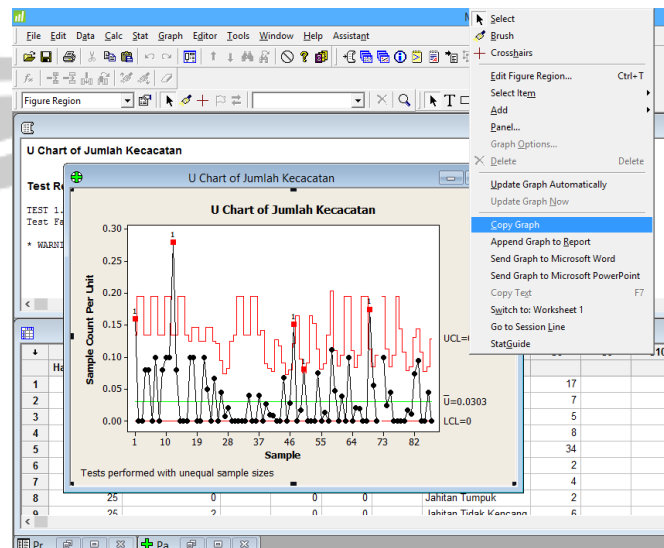 File Edit Data Calc Stat Graph Editor Tools Window Help Assistant
Figure Region
U Chart of Jumlah Kecacatan
TEST 1.
Test Fa
* WARN
U Chart of Jumlah Kecacatan
U Chart of Jumlah Kecacatan
Sample Count Per Unit
0.30
0.25
0.20
0.15
0.10
0.05
0.00
1 1 1 1 1
UCL=
U=0.0303
LCL=0
1 10 19 28 37 46 55 64 73 82
Sample
Tests performed with unequal sample sizes
Select
Brush
Crosshairs
Edit Figure Region... Ctrl+T
Select Item
Add
Panel...
Graph Options...
Delete Delete
Update Graph Automatically
Update Graph Now
Copy Graph
Append Graph to Report
Send Graph to Microsoft Word
Send Graph to Microsoft PowerPoint
Copy Text F7
Switch to: Worksheet 1
Go to Session Line
StatGuide
1 17
2 7
3 5
4 8
5 34
6 2
7 4
8 25 0 0 0 Jahitan Tumpuk 2
9 25 2 0 0 Jahitan Tidak Kencang 6
Pr... Pa...